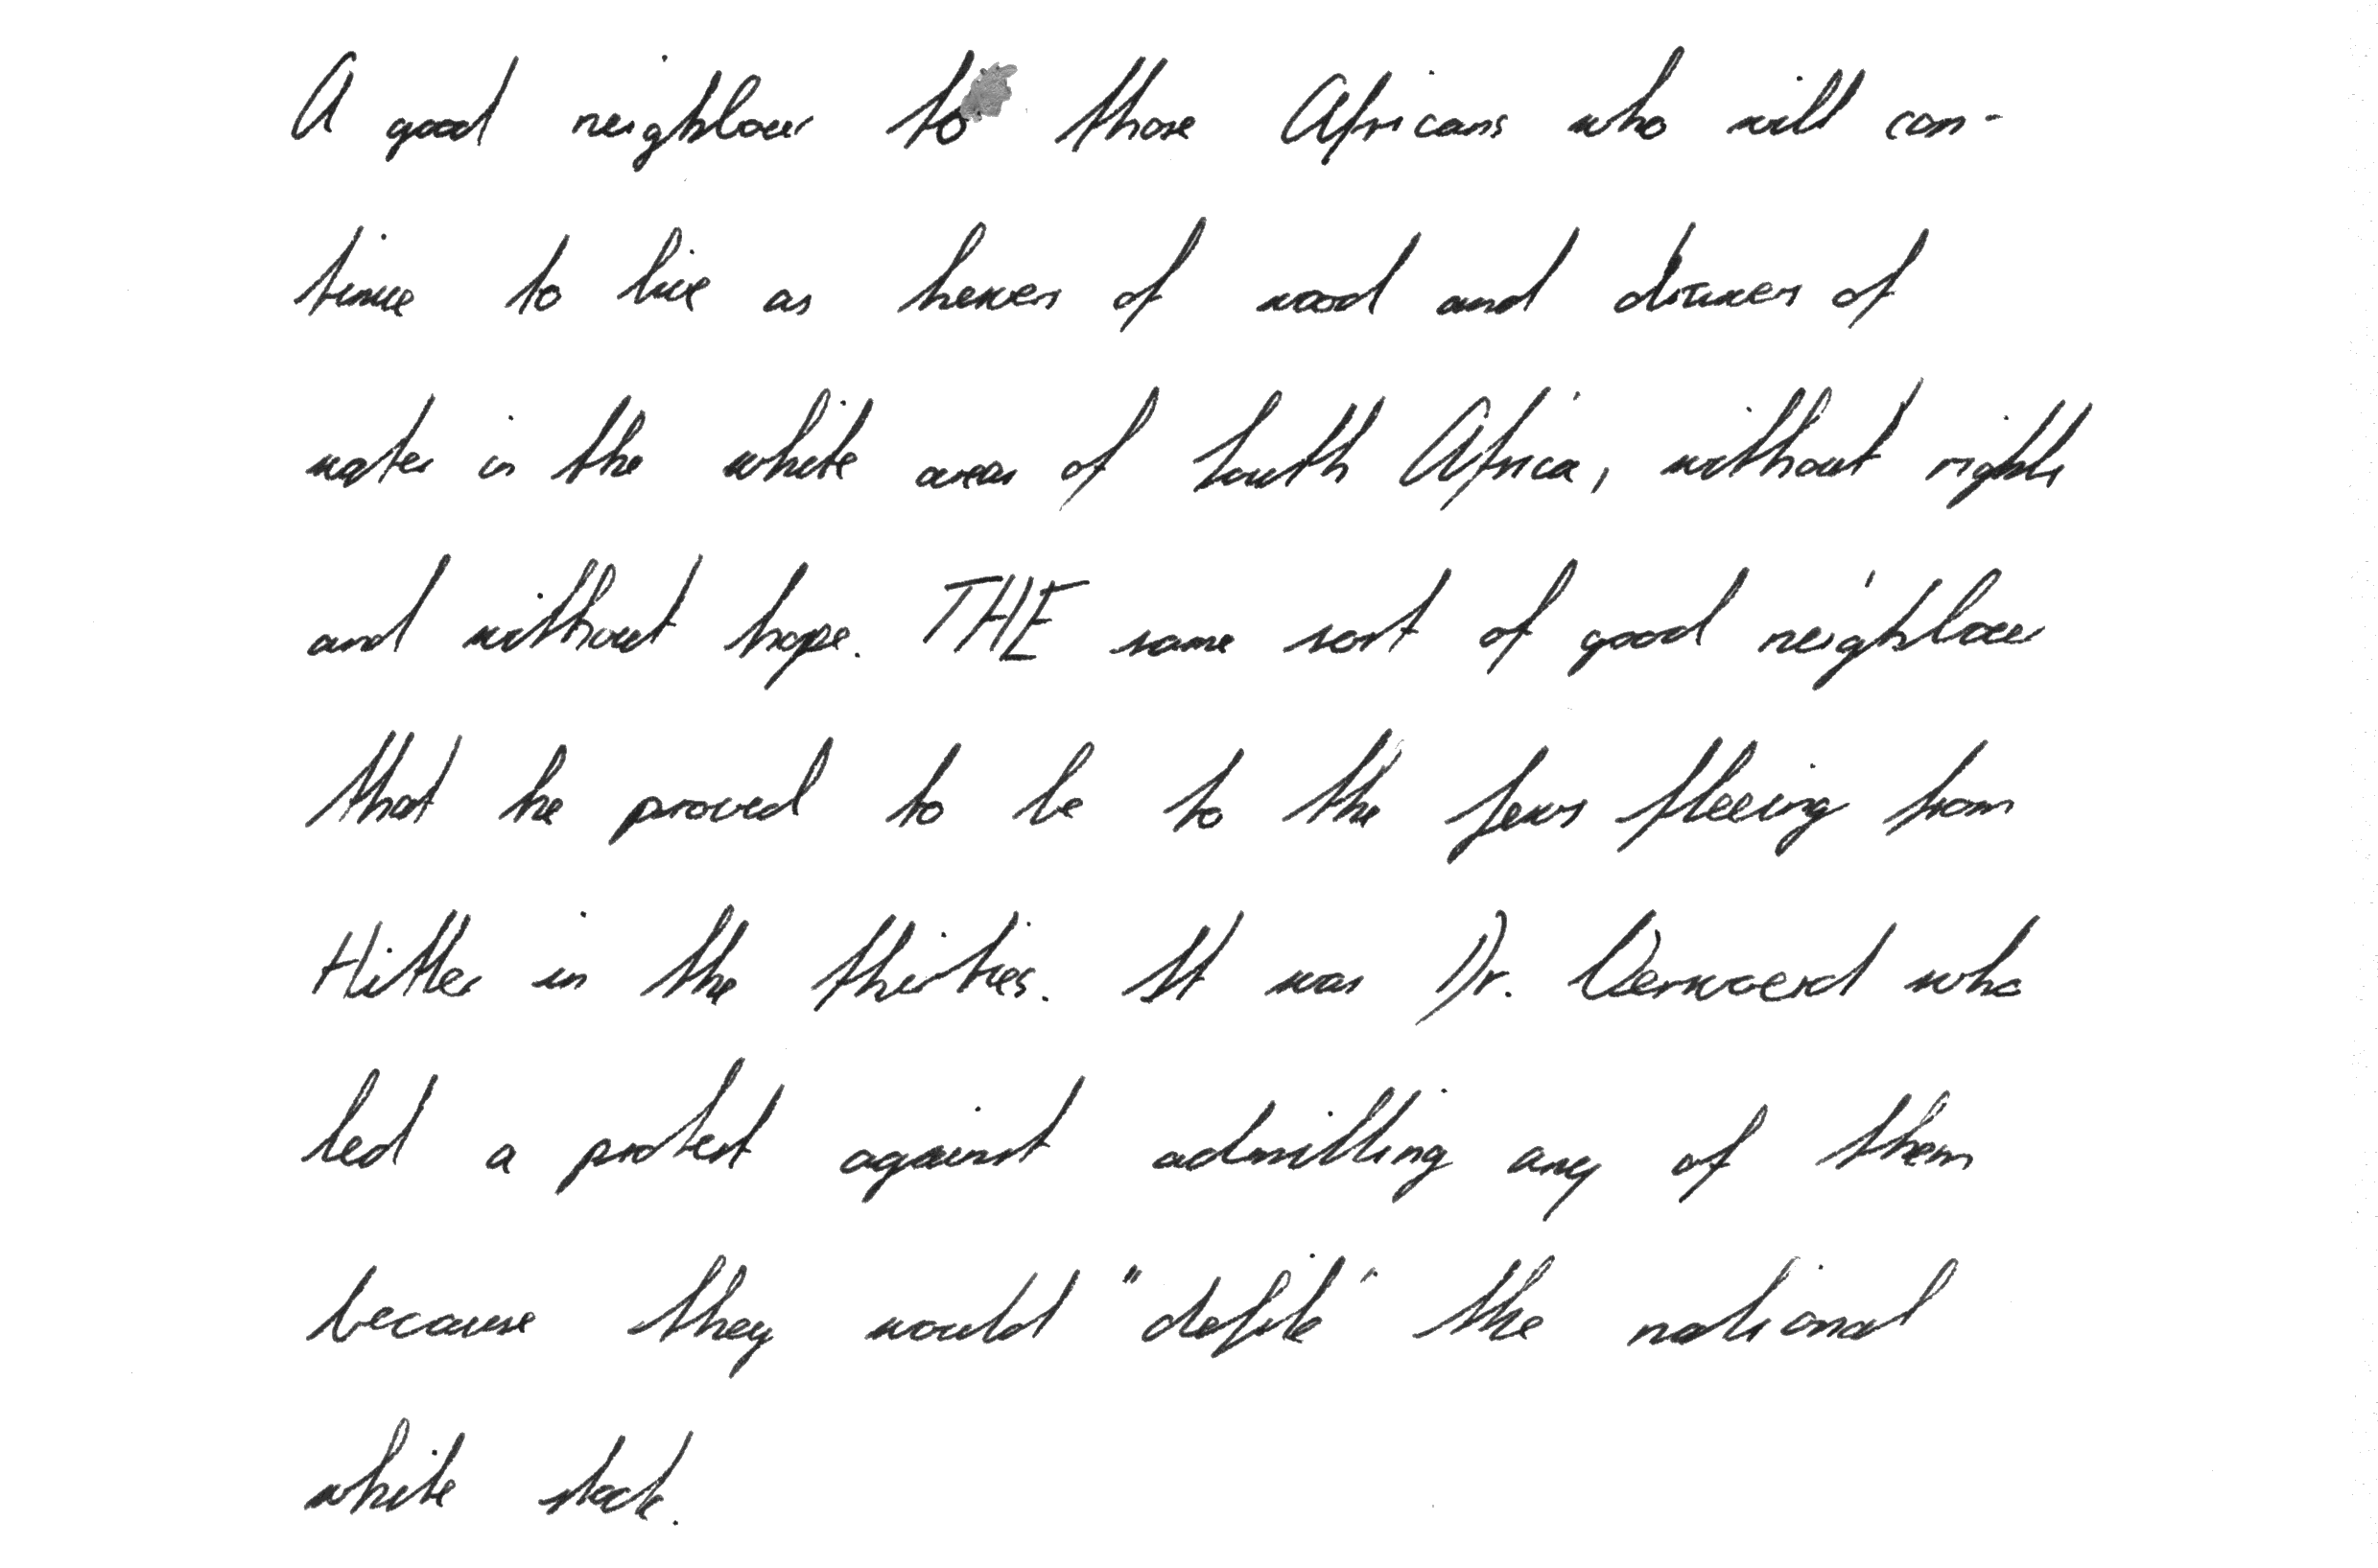 A good neighbour to those Africans who will con-
tinue to live as hewers of wood and drawers of
water in the white areas of South Africa, without rights
and without hope. THE same sort of good neighbour
that he proved to be to the Jews fleeing from
Hitler in the thirties. It was Dr. Verwoerd who
led a protest against admitting any of them
because they would "defile" the national
white stock.